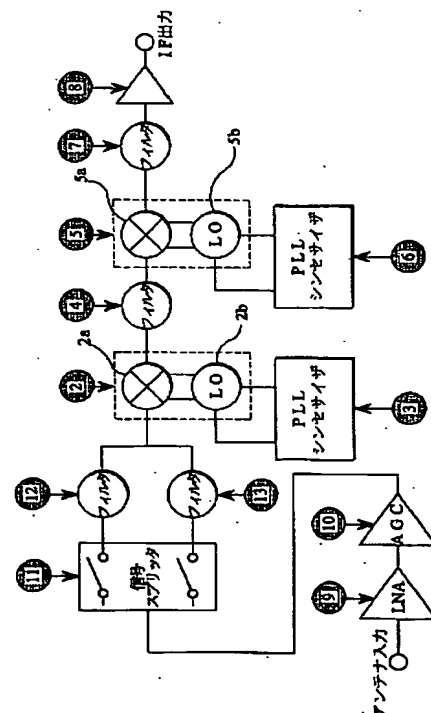 アンテナ入力
9
LNA
10
AGC
11
信号
スプリッタ
12
フィルタ
13
フィルタ
2
2a
LO
2b
3
PLL
シンセサイザ
4
フィルタ
5
5a
LO
5b
6
PLL
シンセサイザ
7
フィルタ
8
IF出力